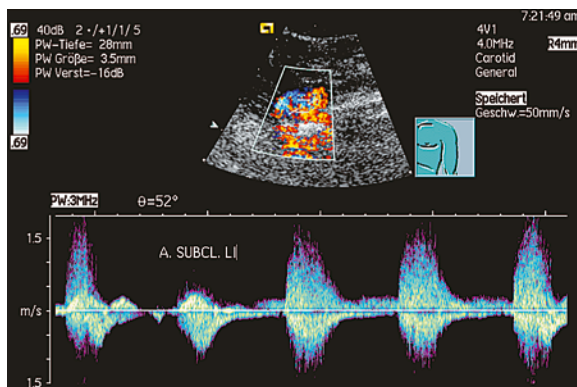 7:21:49 am
.69
40dB 2 •/+1/1/ 5
PW-Tiefe= 28mm
PW Größe= 3.5mm
PW Verst=-16dB
.69
4V1
4.0MHz R4mm
Carotid
General
Speichert
Geschw.=50mm/s
PW:3MHz θ=52°
1.5
A. SUBCL. LI
m/s
1.5